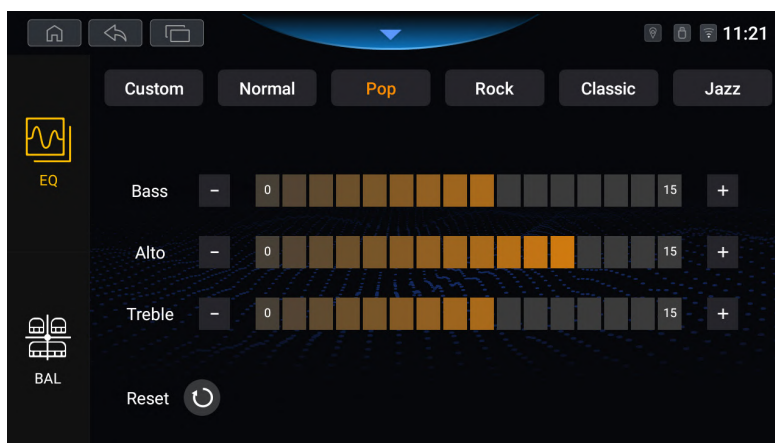 11:21
Custom Normal Pop Rock Classic Jazz
EQ
Bass - 0 15 +
Alto - 0 15 +
Treble - 0 15 +
BAL
Reset